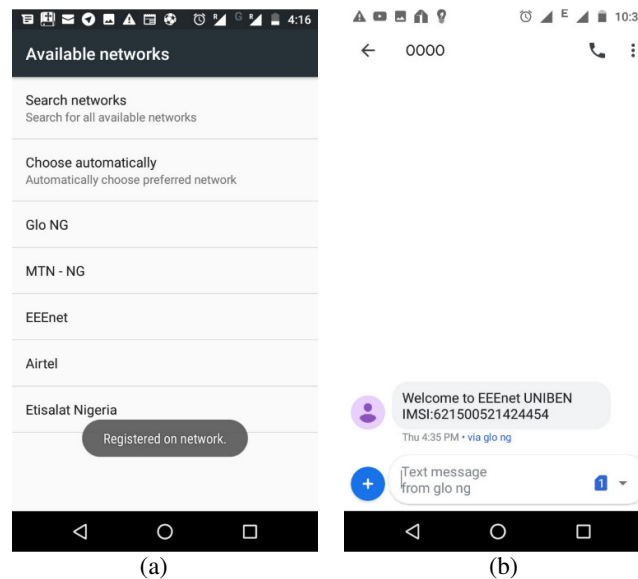 4:16
Available networks
Search networks
Search for all available networks
Choose automatically
Automatically choose preferred network
Glo NG
MTN - NG
EEEnet
Airtel
Etisalat Nigeria
Registered on network.
(a)
E 10:3
0000
Welcome to EEEnet UNIBEN
IMSI:621500521424454
Thu 4:35 PM • via glo ng
Text message
from glo ng
1
(b)